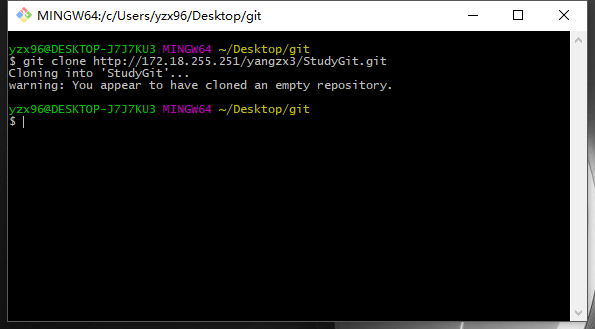 MINGW64:/c/Users/yzx96/Desktop/git
yzx96@DESKTOP-J7J7KU3 MINGW64 ~/Desktop/git
$ git clone http://172.18.255.251/yangzx3/StudyGit.git
Cloning into 'StudyGit'...
warning: You appear to have cloned an empty repository.
yzx96@DESKTOP-J7J7KU3 MINGW64 ~/Desktop/git
$